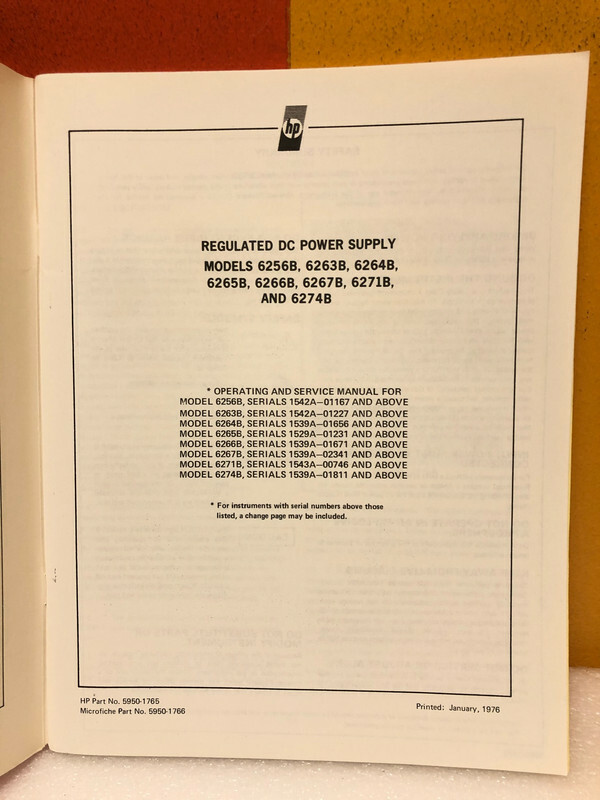 hp
REGULATED DC POWER SUPPLY
MODELS 6256B, 6263B, 6264B,
6265B, 6266B, 6267B, 6271B,
AND 6274B
* OPERATING AND SERVICE MANUAL FOR
MODEL 6256B, SERIALS 1542A—01167 AND ABOVE
MODEL 6263B, SERIALS 1542A—01227 AND ABOVE
MODEL 6264B, SERIALS 1539A—01656 AND ABOVE
MODEL 6265B, SERIALS 1529A—01231 AND ABOVE
MODEL 6266B, SERIALS 1539A—01671 AND ABOVE
MODEL 6267B, SERIALS 1539A—02341 AND ABOVE
MODEL 6271B, SERIALS 1543A—00746 AND ABOVE
MODEL 6274B, SERIALS 1539A—01811 AND ABOVE
* For instruments with serial numbers above those
listed, a change page may be included.
HP Part No. 5950-1765
Microfiche Part No. 5950-1766
Printed: January, 1976